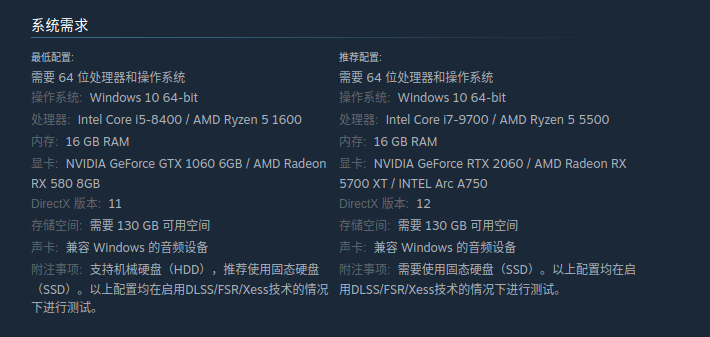 系统需求
最低配置:
需要 64 位处理器和操作系统
操作系统: Windows 10 64-bit
处理器: Intel Core i5-8400 / AMD Ryzen 5 1600
内存: 16 GB RAM
显卡: NVIDIA GeForce GTX 1060 6GB / AMD Radeon
RX 580 8GB
DirectX 版本: 11
存储空间: 需要 130 GB 可用空间
声卡: 兼容 Windows 的音频设备
附注事项: 支持机械硬盘（HDD），推荐使用固态硬盘
（SSD）。以上配置均在启用DLSS/FSR/Xess技术的情况
下进行测试。
推荐配置:
需要 64 位处理器和操作系统
操作系统: Windows 10 64-bit
处理器: Intel Core i7-9700 / AMD Ryzen 5 5500
内存: 16 GB RAM
显卡: NVIDIA GeForce RTX 2060 / AMD Radeon RX
5700 XT / INTEL Arc A750
DirectX 版本: 12
存储空间: 需要 130 GB 可用空间
声卡: 兼容 Windows 的音频设备
附注事项: 需要使用固态硬盘（SSD）。以上配置均在启
用DLSS/FSR/Xess技术的情况下进行测试。